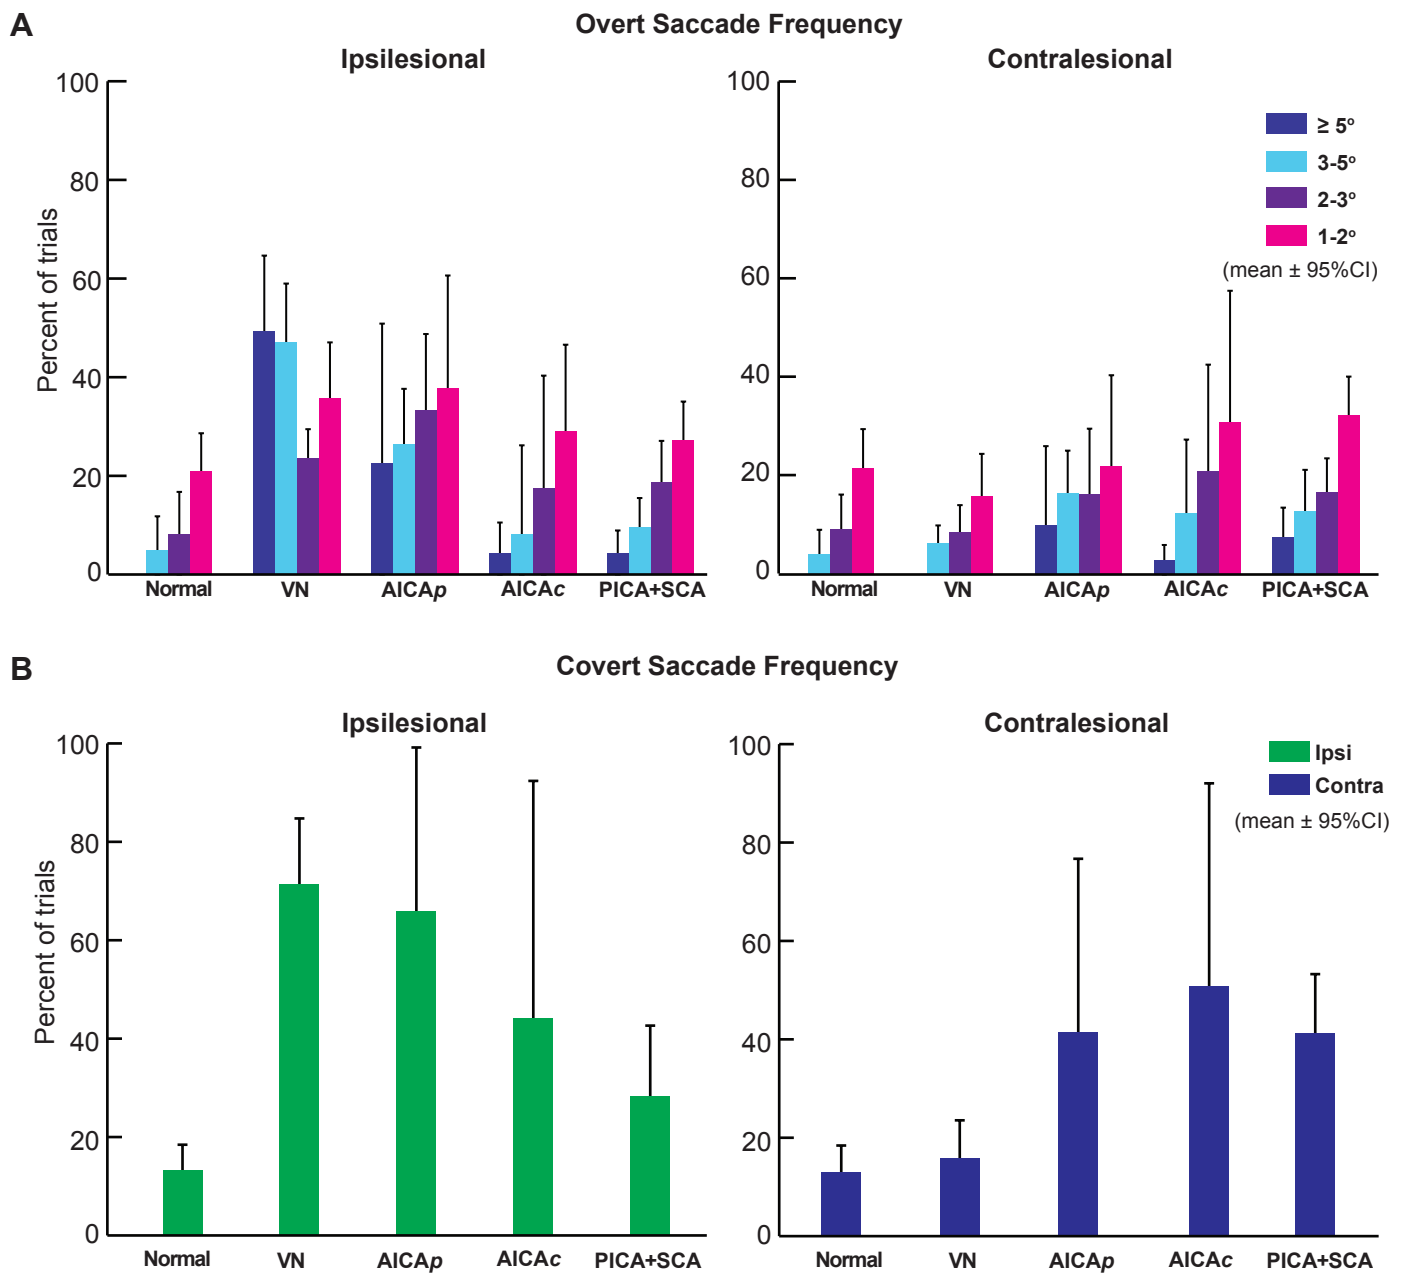 A
Overt Saccade Frequency
Ipsilesional
Contralesional
Percent of trials
100
80
60
40
20
0
Normal VN AICAp AICAc PICA+SCA
100
80
60
40
20
0
≥ 5°
3-5°
2-3°
1-2°
(mean ± 95%CI)
Normal VN AICAp AICAc PICA+SCA
B
Covert Saccade Frequency
Ipsilesional
Contralesional
Percent of trials
100
80
60
40
20
0
Normal VN AICAp AICAc PICA+SCA
100
80
60
40
20
0
Ipsi
Contra
(mean ± 95%CI)
Normal VN AICAp AICAc PICA+SCA